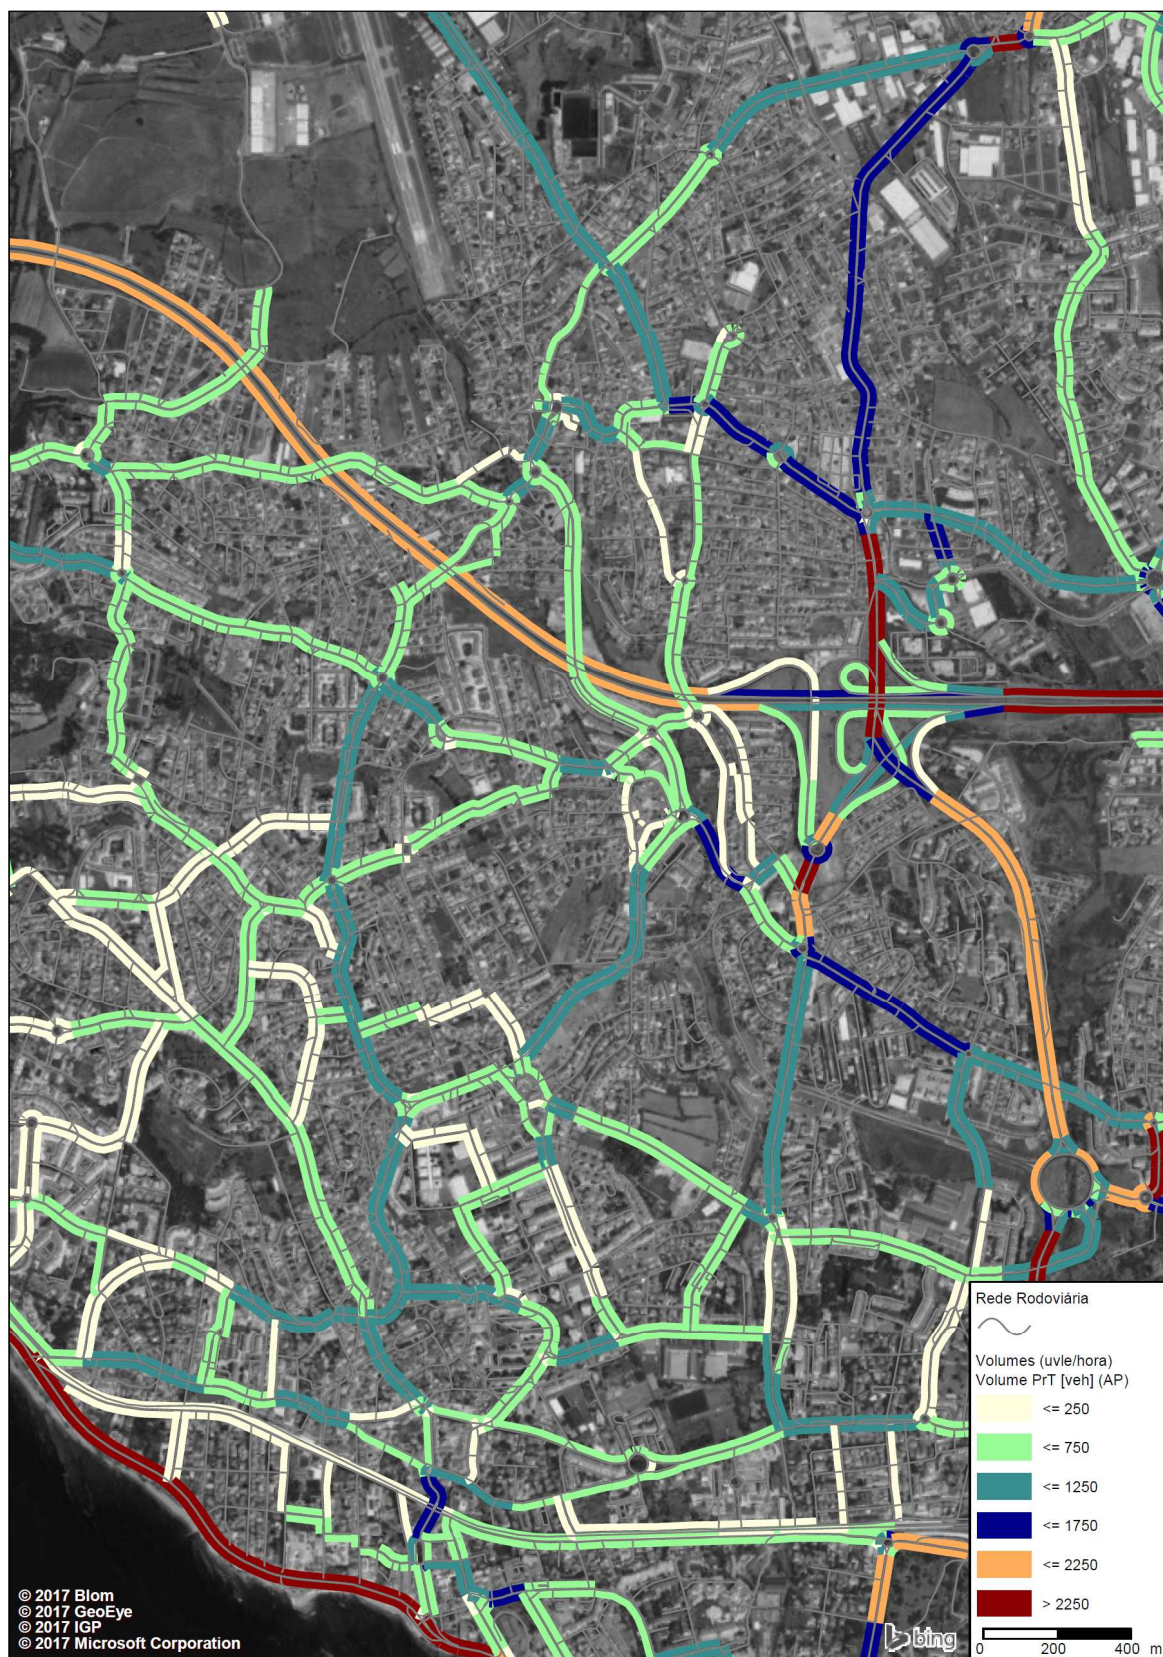 Rede Rodoviária
Volumes (uvle/hora)
Volume PrT [veh] (AP)
<= 250
<= 750
<= 1250
<= 1750
<= 2250
> 2250
0 200 400 m
© 2017 Blom
© 2017 GeoEye
© 2017 IGP
© 2017 Microsoft Corporation
bing